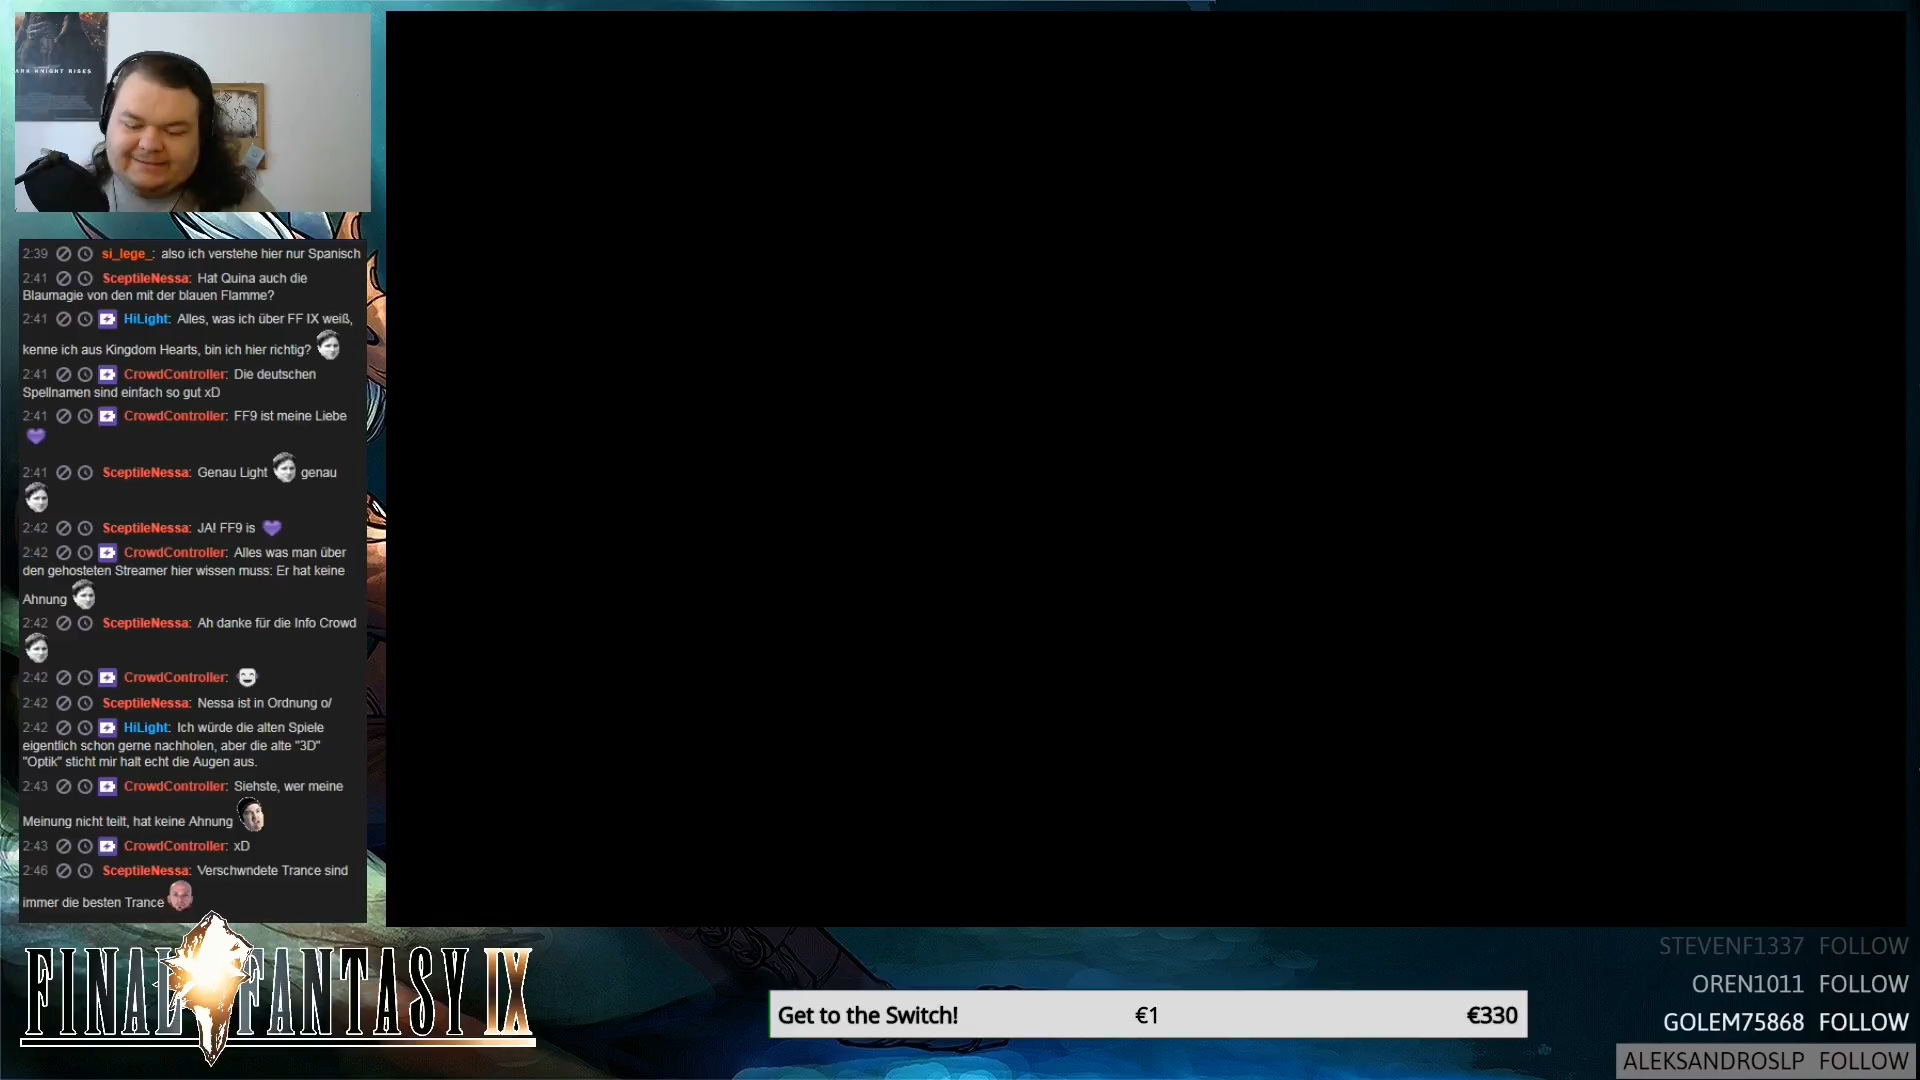 ARK KNIGHT RISES
2:39 si_lege_: also ich verstehe hier nur Spanisch
2:41 SceptileNessa: Hat Quina auch die
Blaumagie von den mit der blauen Flamme?
2:41 HiLight: Alles, was ich über FF IX weiß,
kenne ich aus Kingdom Hearts, bin ich hier richtig?
2:41 CrowdController: Die deutschen
Spellnamen sind einfach so gut xD
2:41 CrowdController: FF9 ist meine Liebe
2:41 SceptileNessa: Genau Light genau
2:42 SceptileNessa: JA! FF9 is
2:42 CrowdController: Alles was man über
den gehosteten Streamer hier wissen muss: Er hat keine
Ahnung
2:42 SceptileNessa: Ah danke für die Info Crowd
2:42 CrowdController:
2:42 SceptileNessa: Nessa ist in Ordnung o/
2:42 HiLight: Ich würde die alten Spiele
eigentlich schon gerne nachholen, aber die alte "3D"
"Optik" sticht mir halt echt die Augen aus.
2:43 CrowdController: Siehste, wer meine
Meinung nicht teilt, hat keine Ahnung
2:43 CrowdController: xD
2:46 SceptileNessa: Verschwndete Trance sind
immer die besten Trance
FINAL FANTASY IX
Get to the Switch! €1 €330
STEVENF1337 FOLLOW
OREN1011 FOLLOW
GOLEM75868 FOLLOW
ALEKSANDROSLP FOLLOW